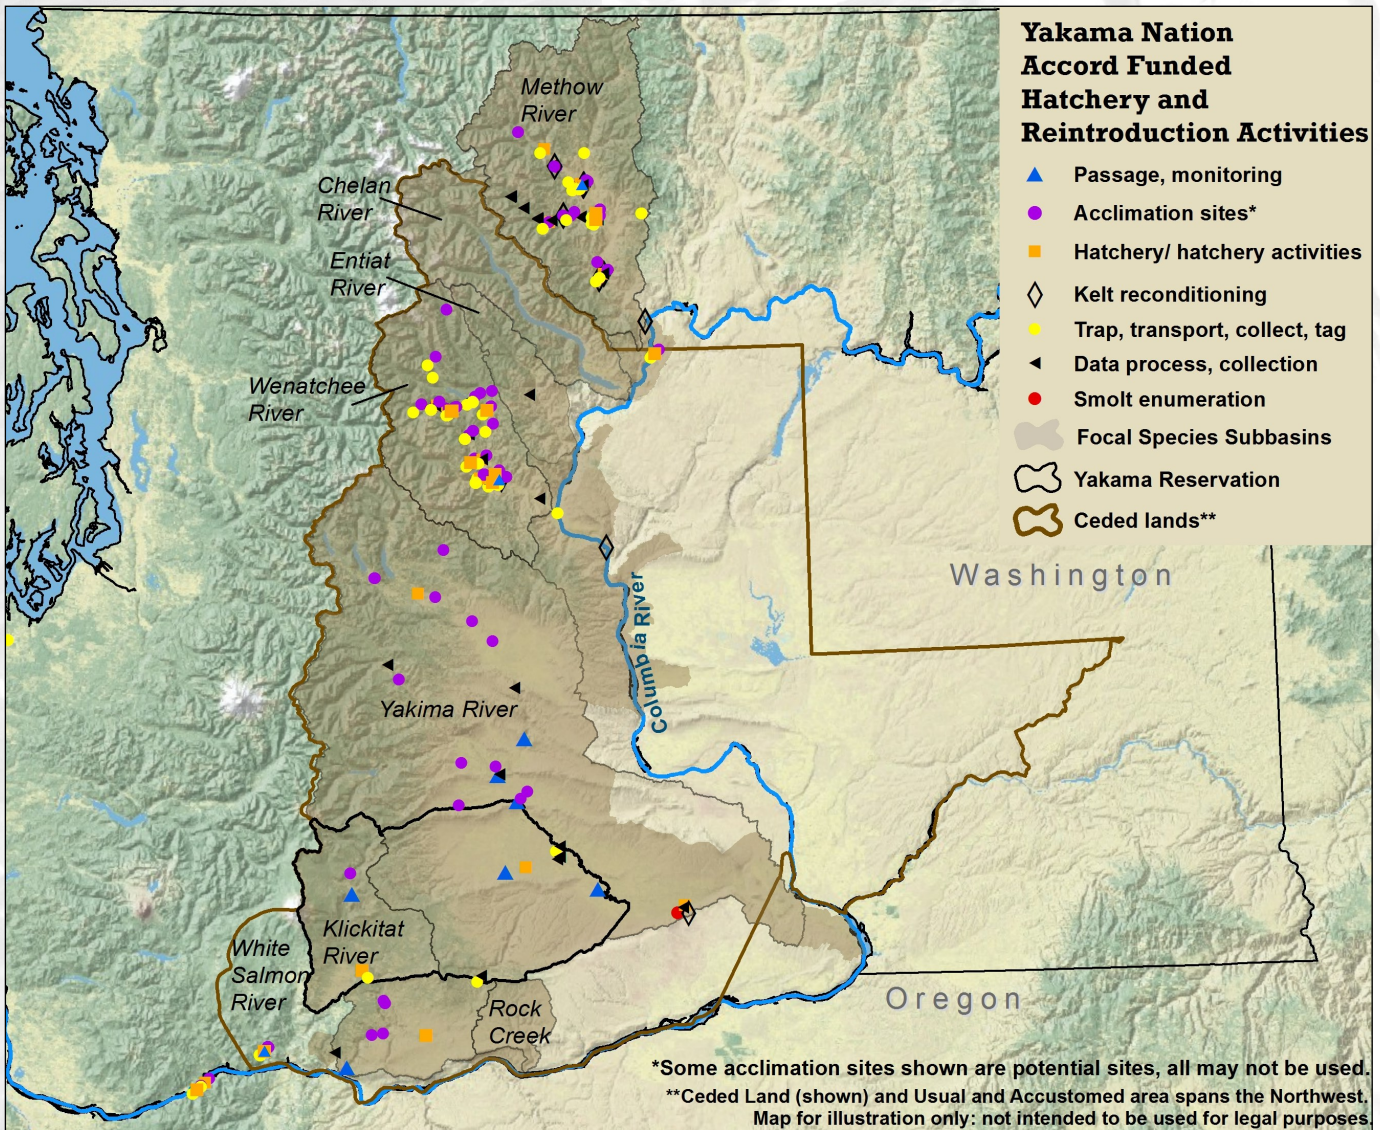 Yakama Nation
Accord Funded
Hatchery and
Reintroduction Activities
Passage, monitoring
Acclimation sites*
Hatchery/ hatchery activities
Kelt reconditioning
Trap, transport, collect, tag
Data process, collection
Smolt enumeration
Focal Species Subbasins
Yakama Reservation
Ceded lands**
Methow
River
Chelan
River
Entiat
River
Wenatchee
River
Columbia River
Washington
Yakima River
Klickitat
River
White
Salmon
River
Rock
Creek
Oregon
*Some acclimation sites shown are potential sites, all may not be used.
**Ceded Land (shown) and Usual and Accustomed area spans the Northwest.
Map for illustration only: not intended to be used for legal purposes.